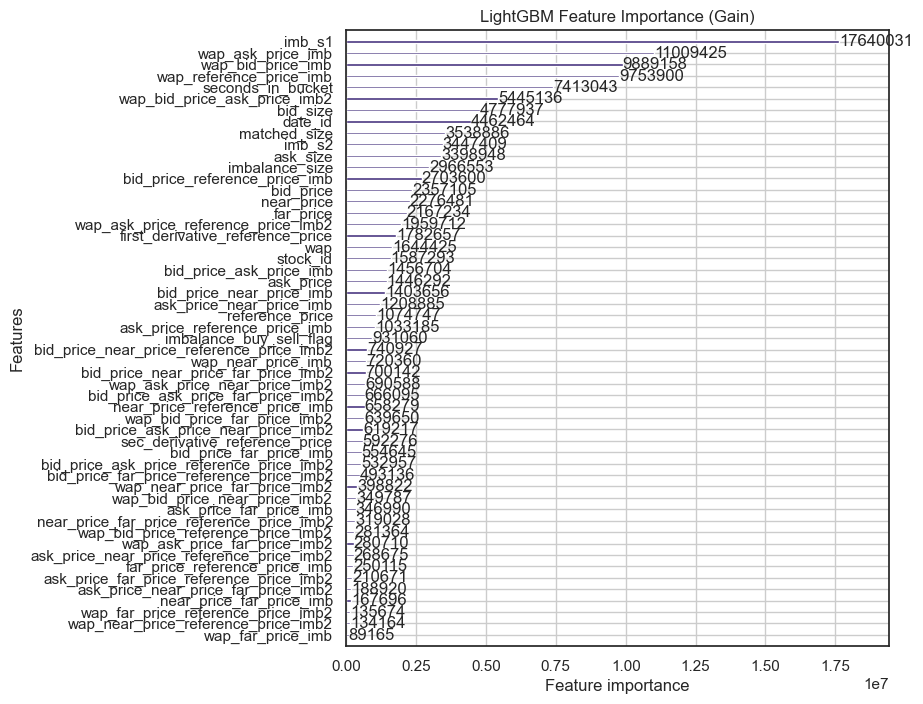 LightGBM Feature Importance (Gain)
imb_s1 17640031
wap_ask_price_imb 11009425
wap_bid_price_imb 9889158
wap_reference_price_imb 9753900
seconds_in_bucket 7413043
wap_bid_price_ask_price_imb2 5445136
bid_size 4777937
date_id 4462464
matched_size 3538886
imb_s2 3447409
ask_size 3398948
imbalance_size 2966553
bid_price_reference_price_imb 2703600
bid_price 2357105
near_price 2276481
far_price 2167234
wap_ask_price_reference_price_imb2 1959712
first_derivative_reference_price 1782657
wap 1644425
stock_id 1587293
bid_price_ask_price_imb 1456704
ask_price 1446292
bid_price_near_price_imb 1403656
ask_price_near_price_imb 1208885
reference_price 1074747
ask_price_reference_price_imb 1033185
imbalance_buy_sell_flag 931060
bid_price_near_price_reference_price_imb2 740927
wap_near_price_imb 720360
bid_price_near_price_far_price_imb2 700142
wap_ask_price_near_price_imb2 690588
bid_price_ask_price_far_price_imb2 666095
near_price_reference_price_imb 658279
wap_bid_price_far_price_imb2 639650
bid_price_ask_price_near_price_imb2 619217
sec_derivative_reference_price 592276
bid_price_far_price_imb 554645
bid_price_ask_price_reference_price_imb2 532957
bid_price_far_price_reference_price_imb2 493136
wap_near_price_far_price_imb2 398822
wap_bid_price_near_price_imb2 349787
ask_price_far_price_imb 346990
near_price_far_price_reference_price_imb2 319028
wap_bid_price_reference_price_imb2 281364
wap_ask_price_far_price_imb2 280710
ask_price_near_price_reference_price_imb2 268675
far_price_reference_price_imb 250115
ask_price_far_price_reference_price_imb2 210671
ask_price_near_price_far_price_imb2 188920
near_price_far_price_imb 167696
wap_far_price_reference_price_imb2 135674
wap_near_price_reference_price_imb2 134164
wap_far_price_imb 89165
Features
0.00 0.25 0.50 0.75 1.00 1.25 1.50 1.75
1e7
Feature importance